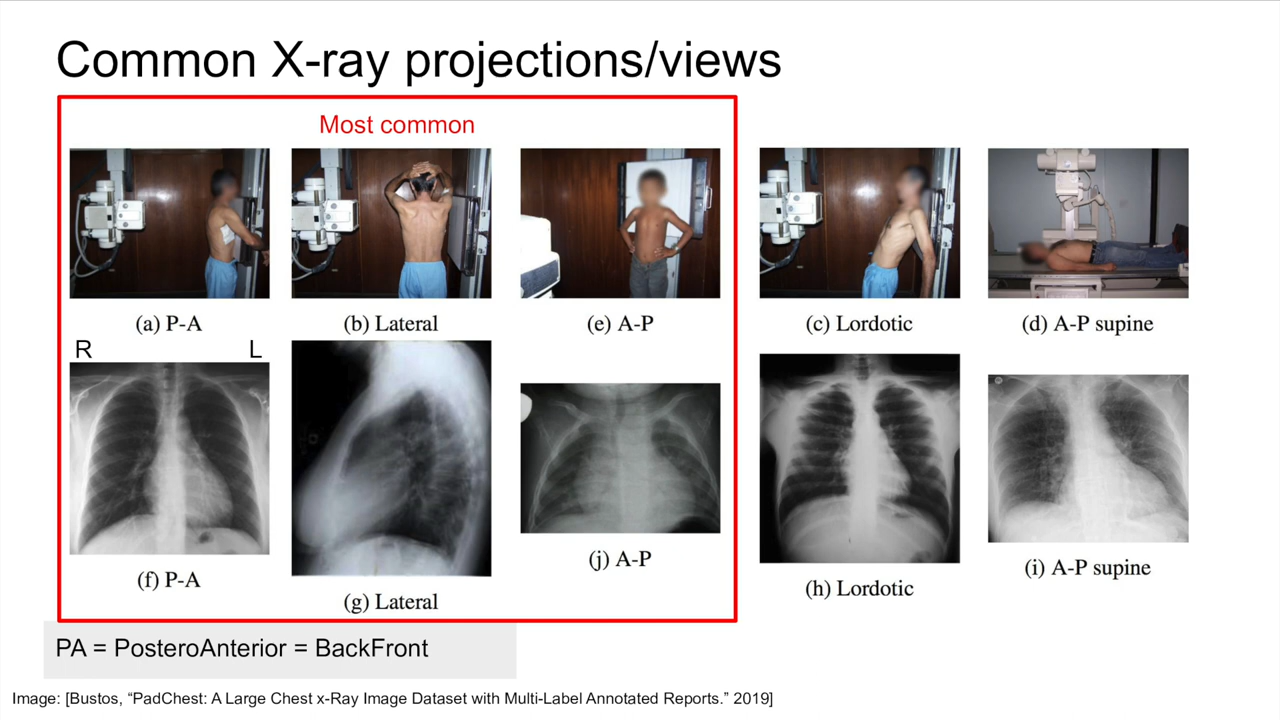 Common X-ray projections/views
Most common
(a) P-A
(b) Lateral
(e) A-P
(c) Lordotic
(d) A-P supine
R
L
(f) P-A
(g) Lateral
(j) A-P
(h) Lordotic
(i) A-P supine
PA = PosteroAnterior = BackFront
Image: [Bustos, “PadChest: A Large Chest x-Ray Image Dataset with Multi-Label Annotated Reports.” 2019]